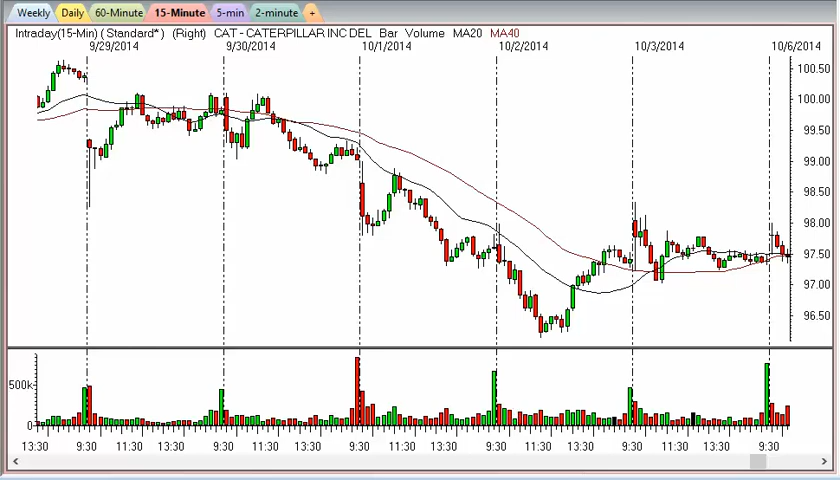 Weekly Daily 60-Minute 15-Minute 5-min 2-minute +
Intraday(15-Min) ( Standard* ) (Right) CAT - CATERPILLAR INC DEL Bar Volume MA20 MA40
9/29/2014 9/30/2014 10/1/2014 10/2/2014 10/3/2014 10/6/2014
100.50
100.00
99.50
99.00
98.50
98.00
97.50
97.00
96.50
500k
0
13:30 9:30 11:30 13:30 9:30 11:30 13:30 9:30 11:30 13:30 9:30 11:30 13:30 9:30 11:30 13:30 9:30